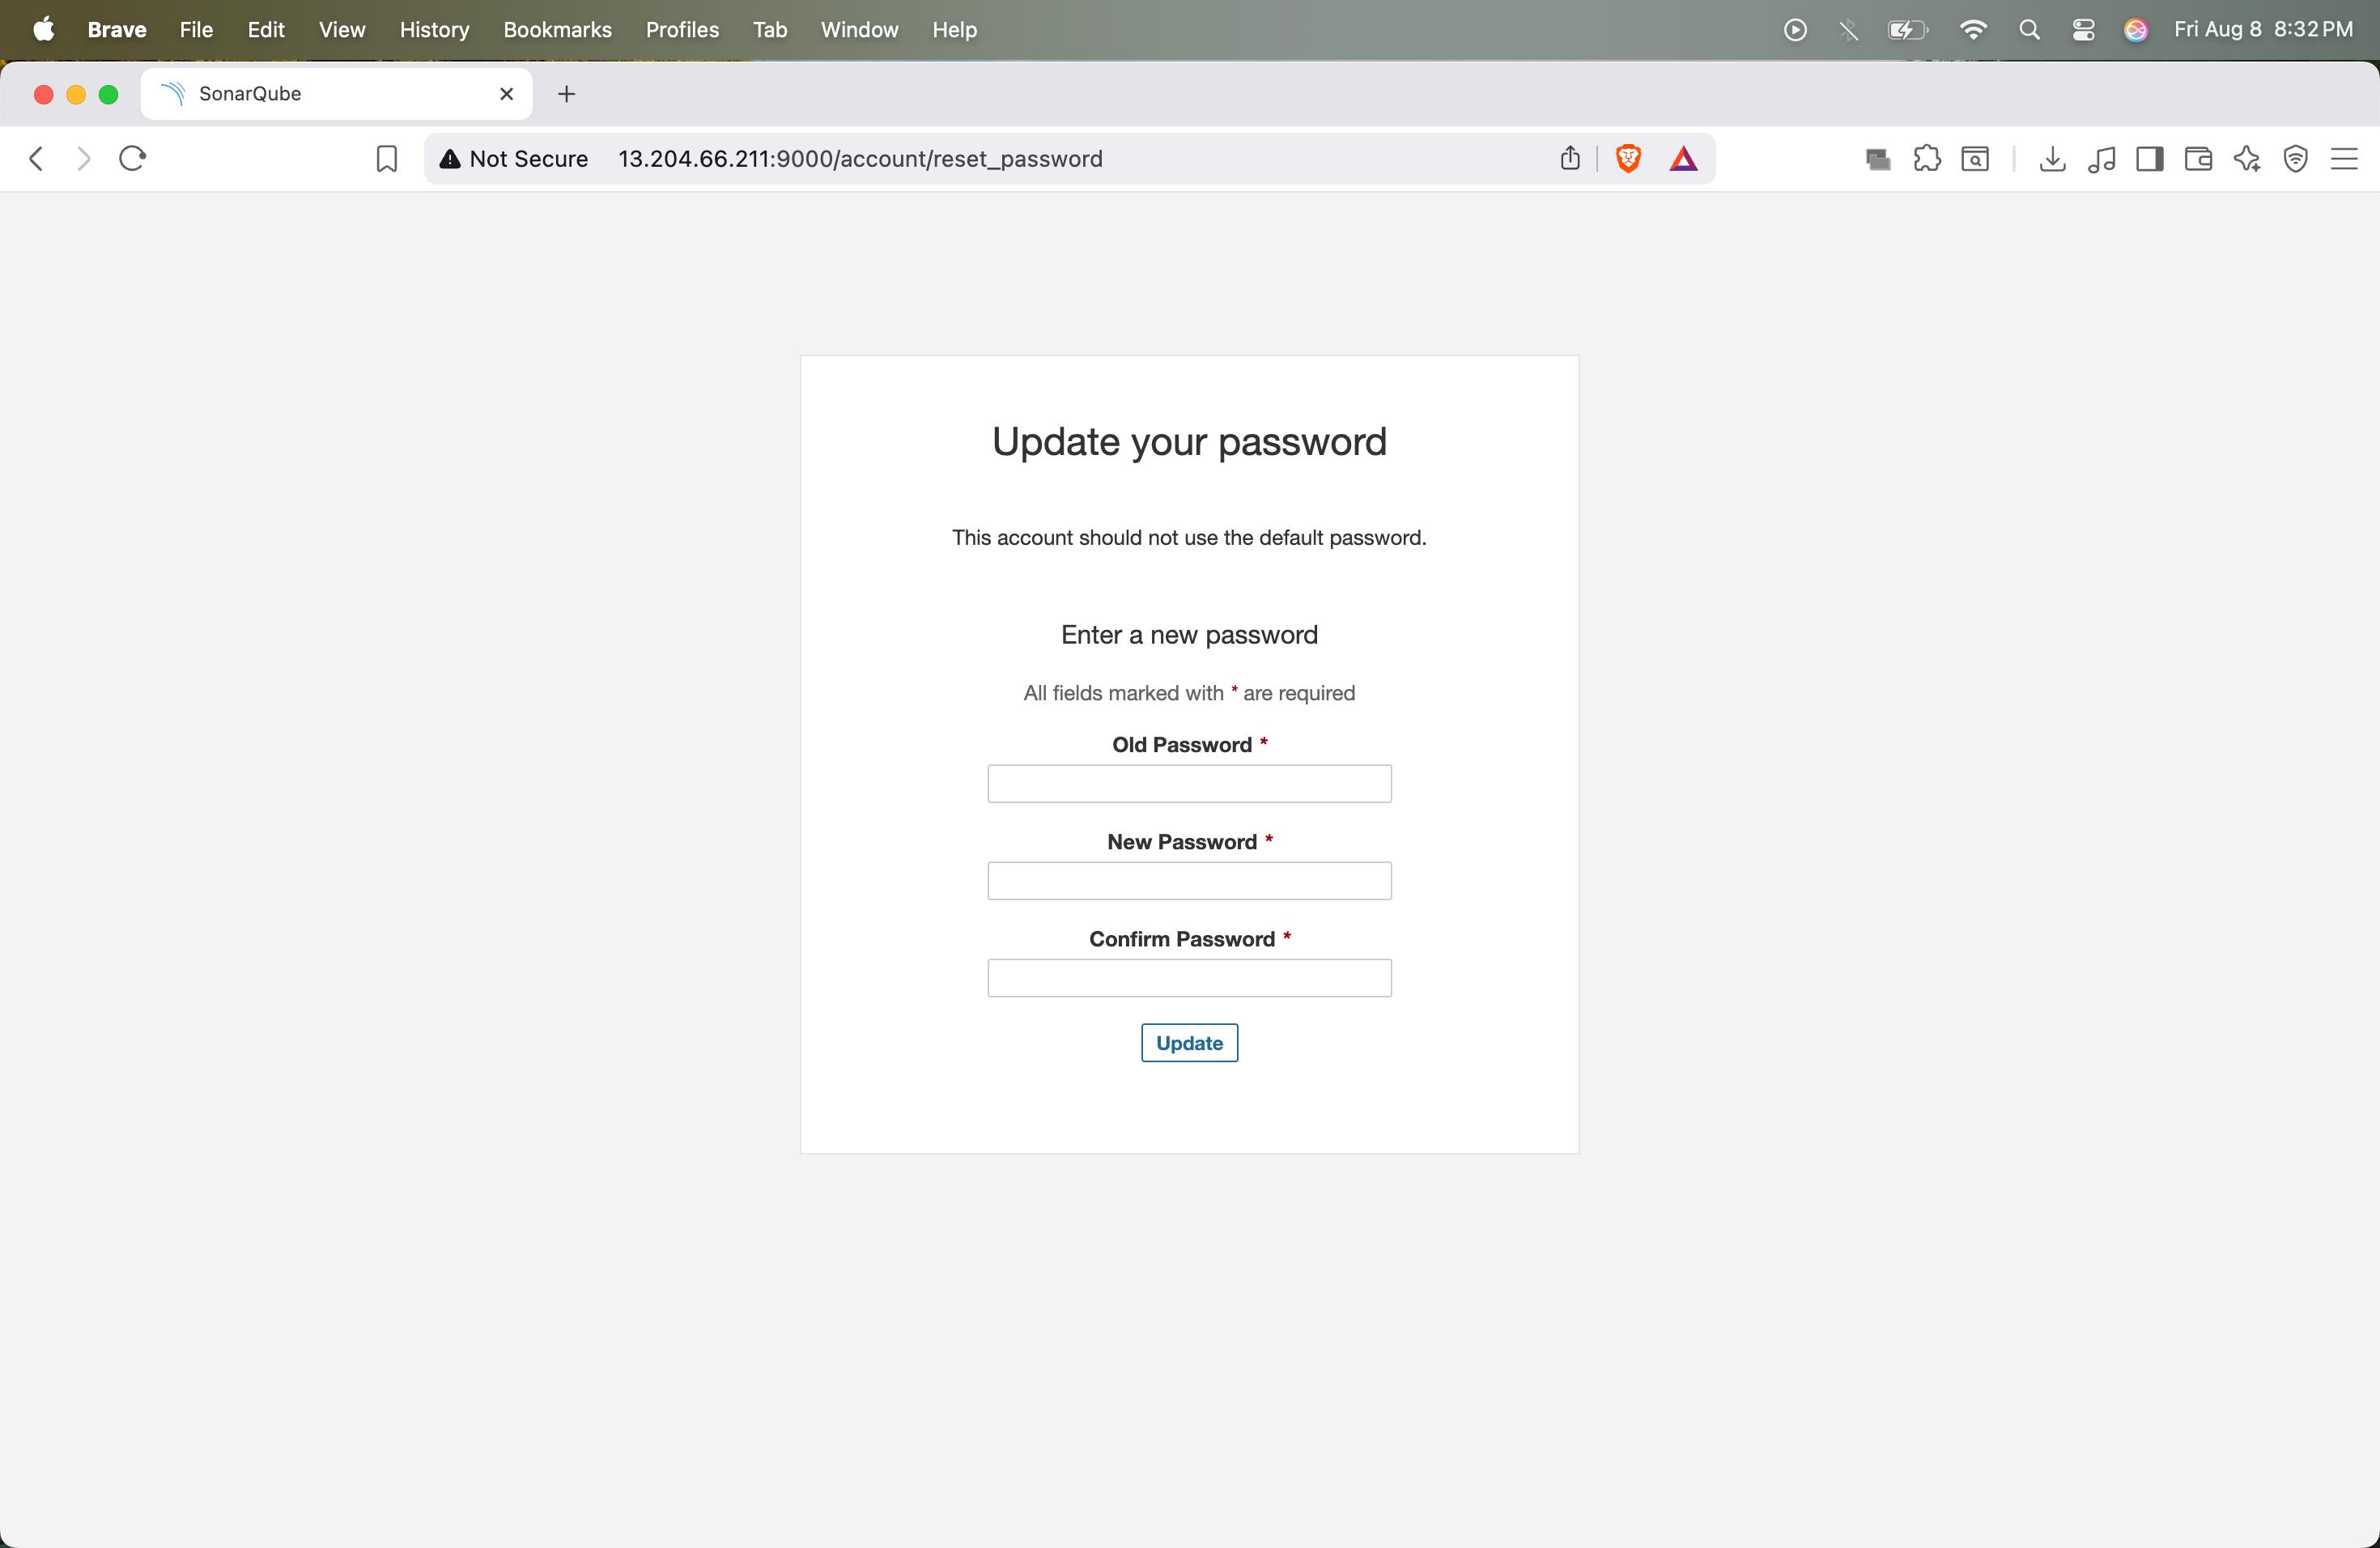 Brave File Edit View History Bookmarks Profiles Tab Window Help Fri Aug 8 8:32 PM
SonarQube
Not Secure 13.204.66.211:9000/account/reset_password
Update your password
This account should not use the default password.
Enter a new password
All fields marked with * are required
Old Password *
New Password *
Confirm Password *
Update